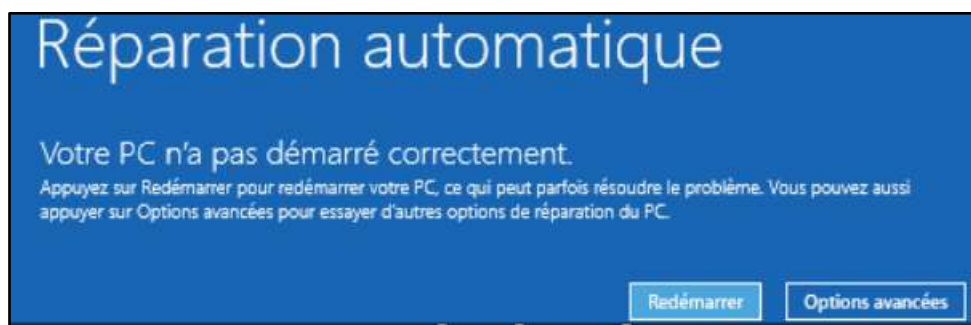 Réparation automatique
Votre PC n'a pas démarré correctement.
Appuyez sur Redémarrer pour redémarrer votre PC, ce qui peut parfois résoudre le problème. Vous pouvez aussi
appuyer sur Options avancées pour essayer d'autres options de réparation du PC.
Redémarrer
Options avancées